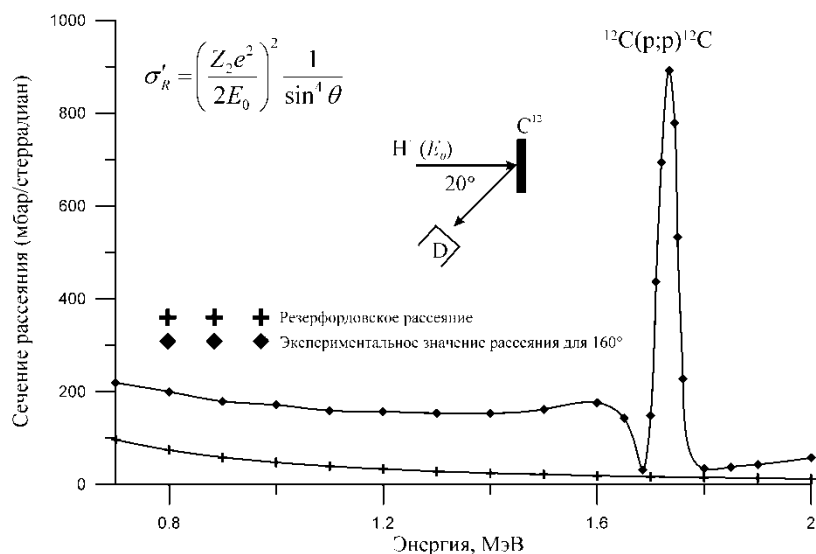 1000
800
600
400
200
0
Сечение рассеяния (мбар/стеррадиан)
σ′_R = (Z₂e² / 2E₀)² 1 / sin⁴ θ
¹²C(p;p)¹²C
C¹²
H⁺ (E₀)
20°
D
Резерфордовское рассеяние
Экспериментальное значение рассеяния для 160°
0.8
1.2
1.6
2
Энергия, МэВ